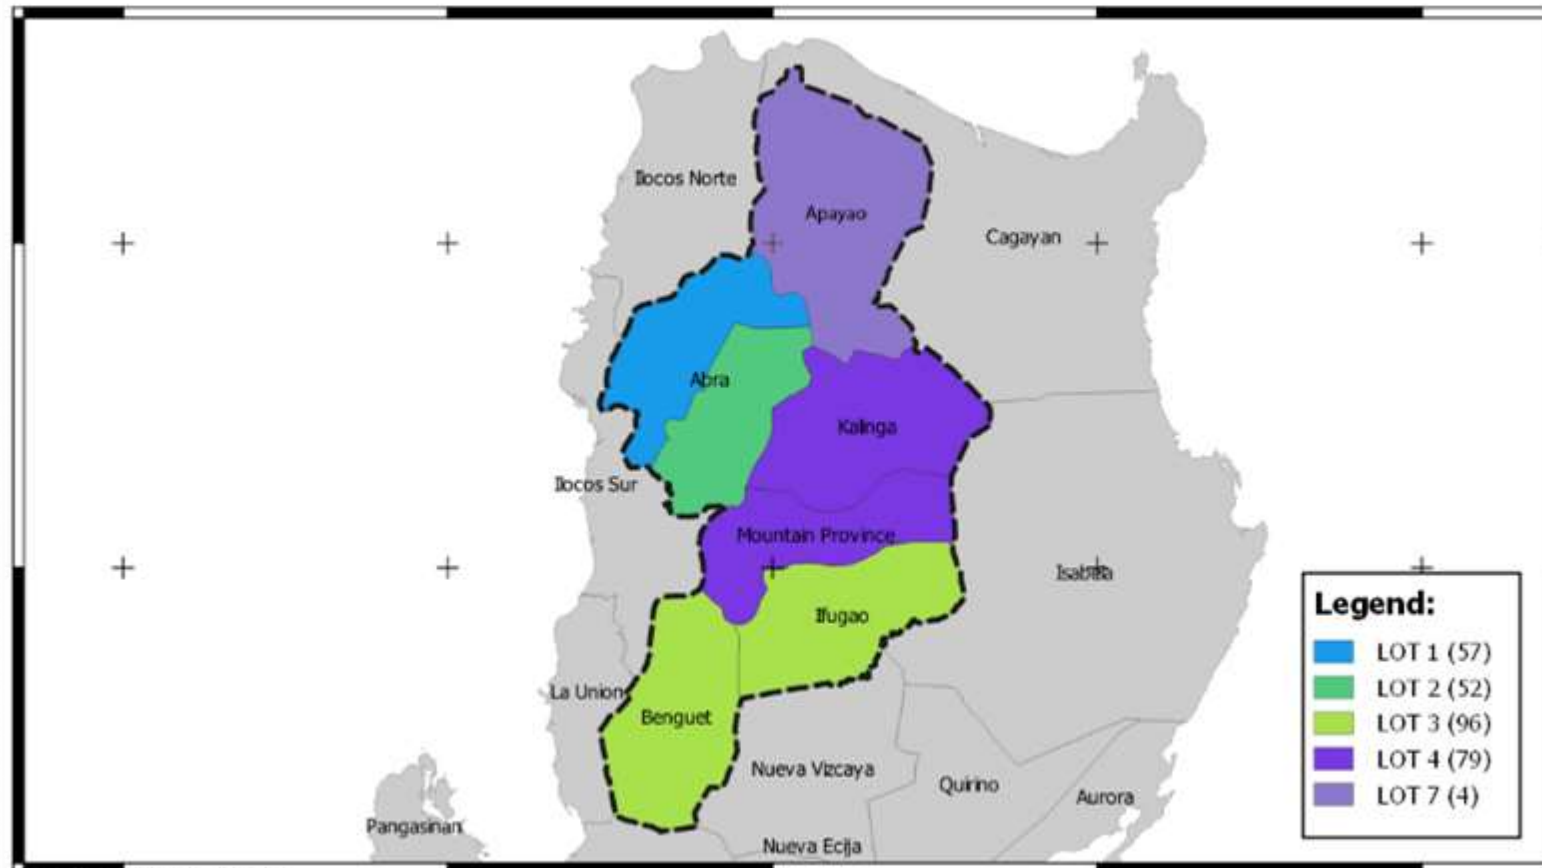 Ilocos Norte
Apayao
Cagayan
Abra
Kalinga
Ilocos Sur
Mountain Province
Isabela
Ifugao
La Union
Benguet
Nueva Vizcaya
Quirino
Aurora
Pangasinan
Nueva Ecija
Legend:
LOT 1 (57)
LOT 2 (52)
LOT 3 (96)
LOT 4 (79)
LOT 7 (4)